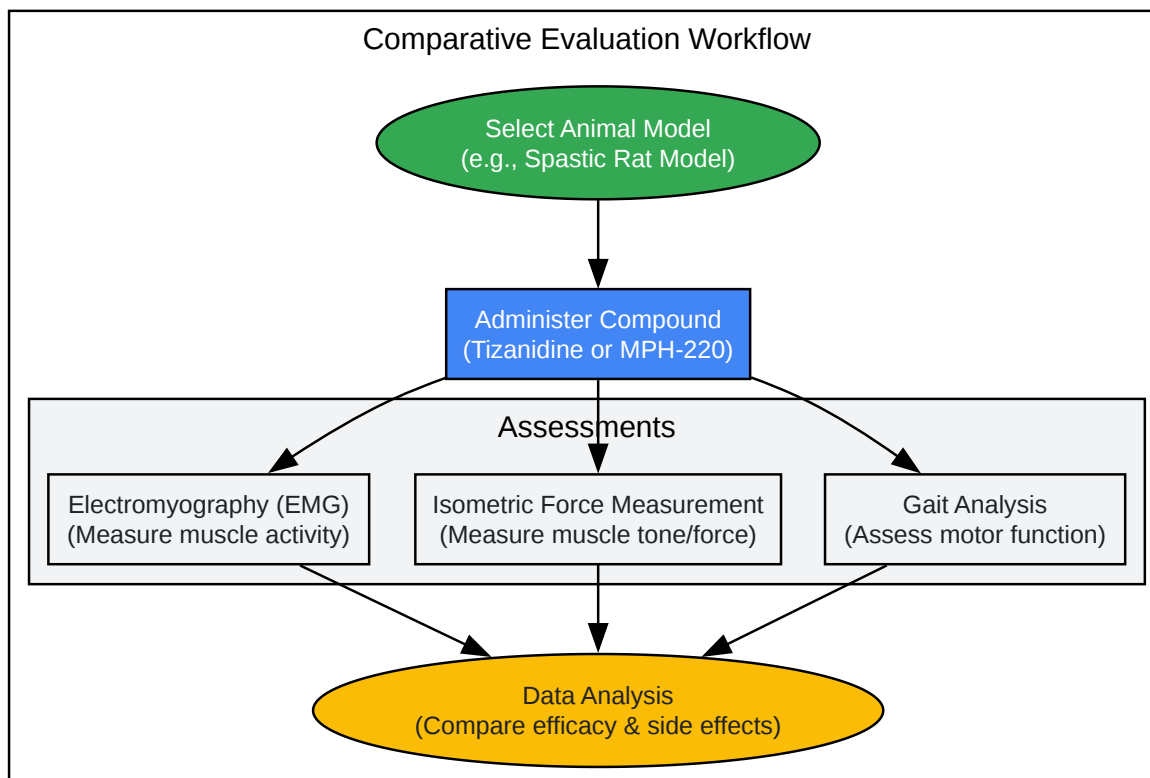 Comparative Evaluation Workflow
Select Animal Model
(e.g., Spastic Rat Model)
Administer Compound
(Tizanidine or MPH-220)
Assessments
Electromyography (EMG)
(Measure muscle activity)
Isometric Force Measurement
(Measure muscle tone/force)
Gait Analysis
(Assess motor function)
Data Analysis
(Compare efficacy & side effects)